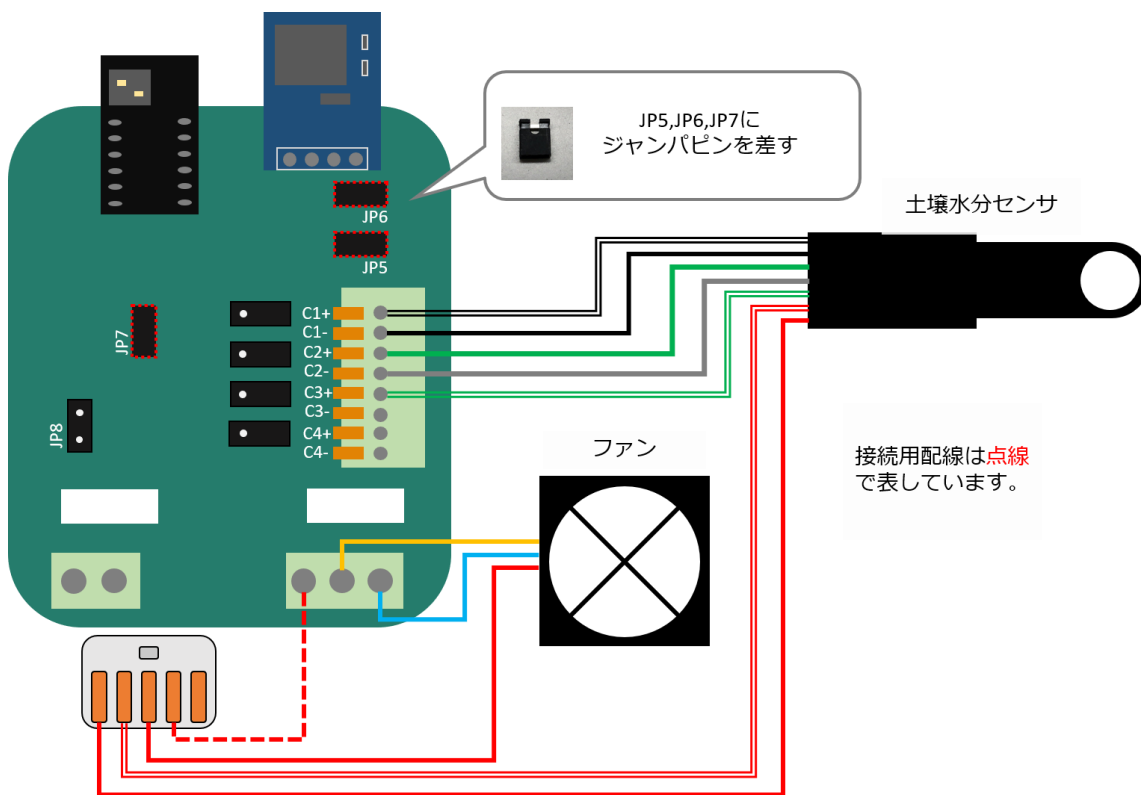 JP5,JP6,JP7に
ジャンパピンを差す
土壌水分センサ
JP6
JP5
JP7
C1+
C1-
C2+
C2-
C3+
C3-
C4+
C4-
JP8
ファン
接続用配線は点線
で表しています。